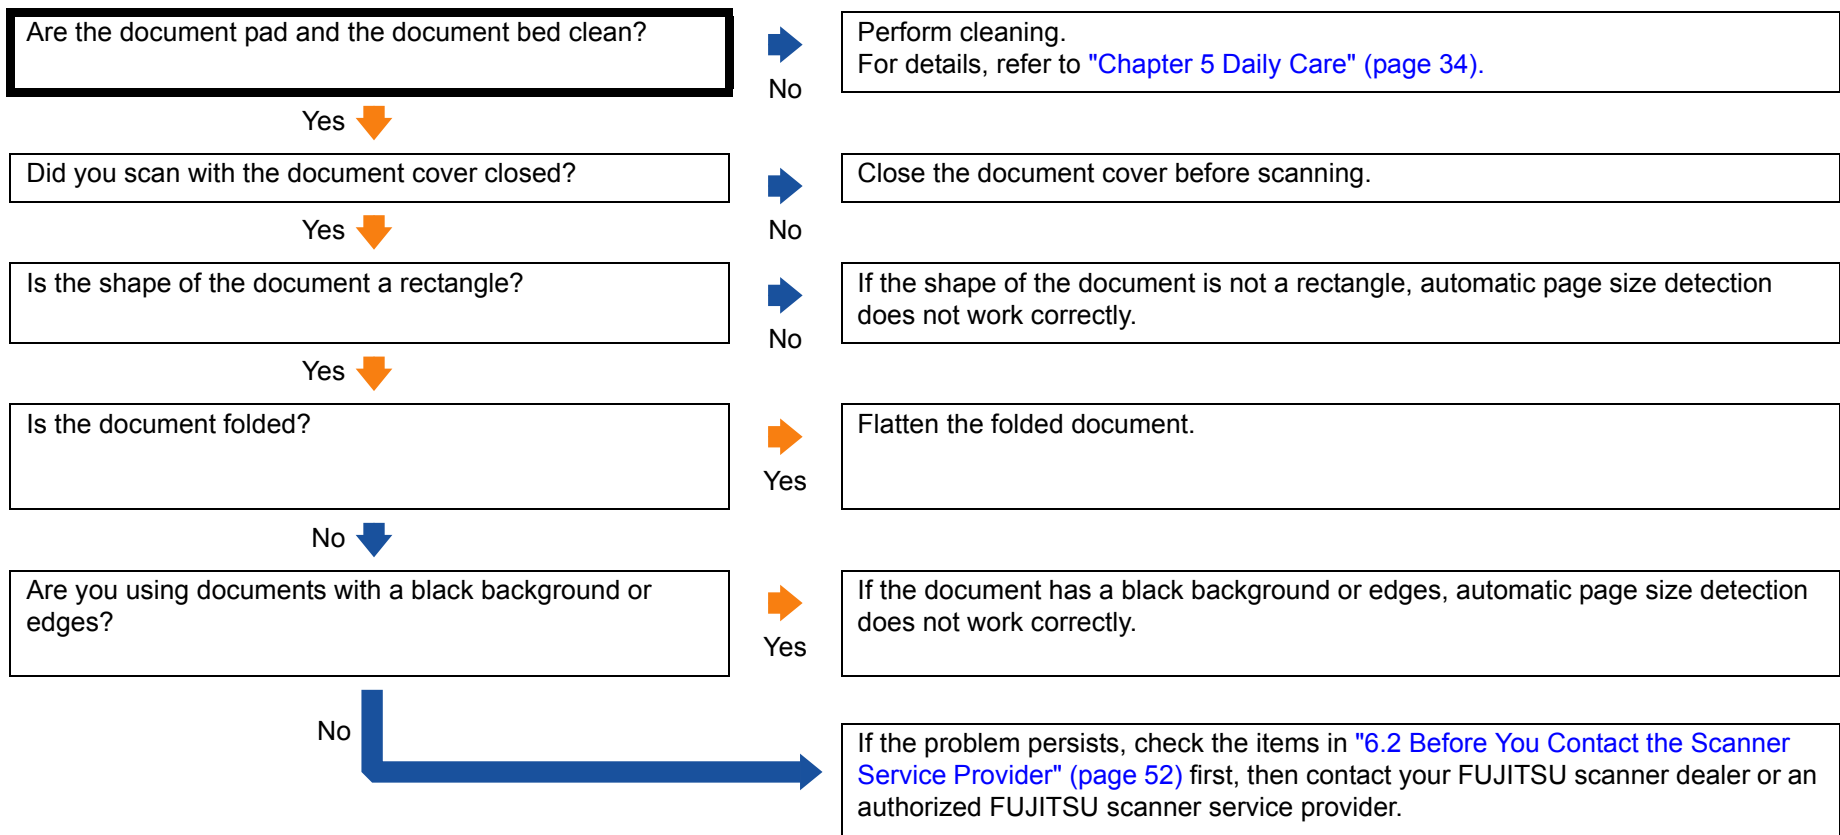 Are the document pad and the document bed clean?
No
Perform cleaning.
For details, refer to "Chapter 5 Daily Care" (page 34).
Yes
Did you scan with the document cover closed?
No
Close the document cover before scanning.
Yes
Is the shape of the document a rectangle?
No
If the shape of the document is not a rectangle, automatic page size detection
does not work correctly.
Yes
Is the document folded?
Yes
Flatten the folded document.
No
Are you using documents with a black background or
edges?
Yes
If the document has a black background or edges, automatic page size detection
does not work correctly.
No
If the problem persists, check the items in "6.2 Before You Contact the Scanner
Service Provider" (page 52) first, then contact your FUJITSU scanner dealer or an
authorized FUJITSU scanner service provider.